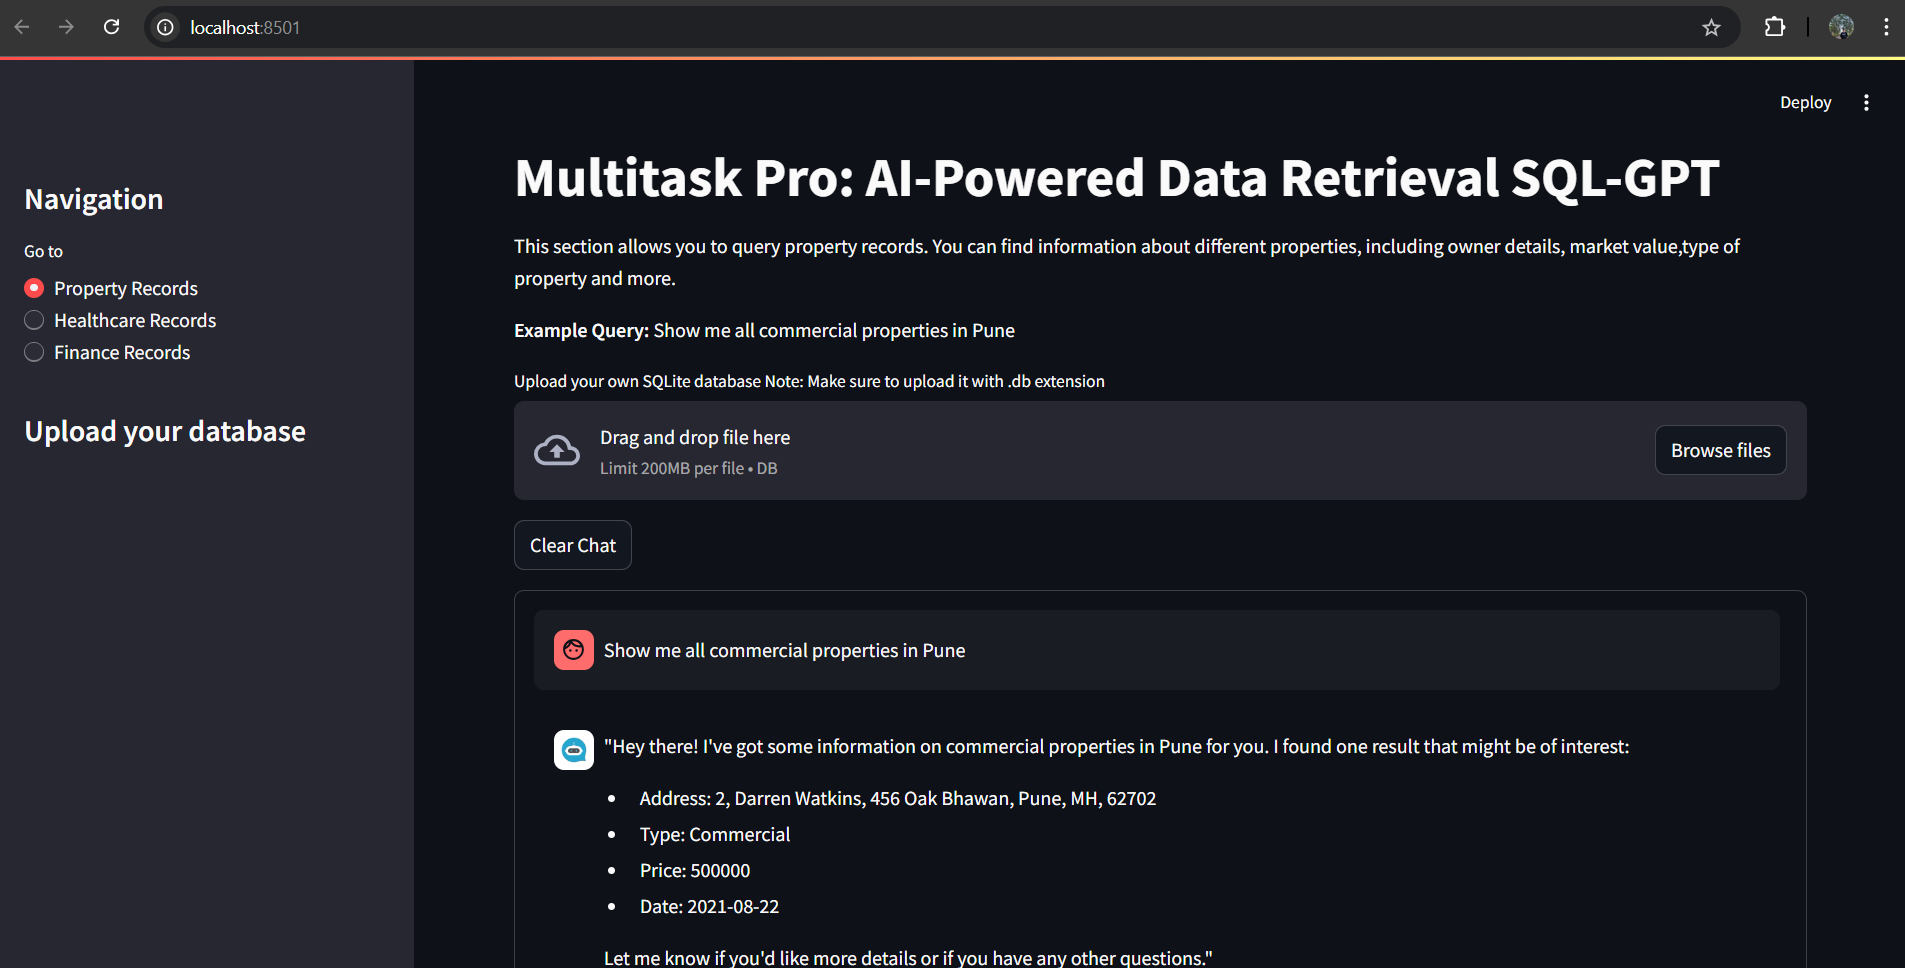 localhost:8501
Deploy
Navigation
Go to
Property Records
Healthcare Records
Finance Records
Upload your database
Multitask Pro: AI-Powered Data Retrieval SQL-GPT
This section allows you to query property records. You can find information about different properties, including owner details, market value,type of
property and more.
Example Query: Show me all commercial properties in Pune
Upload your own SQLite database Note: Make sure to upload it with .db extension
Drag and drop file here
Limit 200MB per file • DB
Browse files
Clear Chat
Show me all commercial properties in Pune
"Hey there! I've got some information on commercial properties in Pune for you. I found one result that might be of interest:
• Address: 2, Darren Watkins, 456 Oak Bhawan, Pune, MH, 62702
• Type: Commercial
• Price: 500000
• Date: 2021-08-22
Let me know if you'd like more details or if you have any other questions."